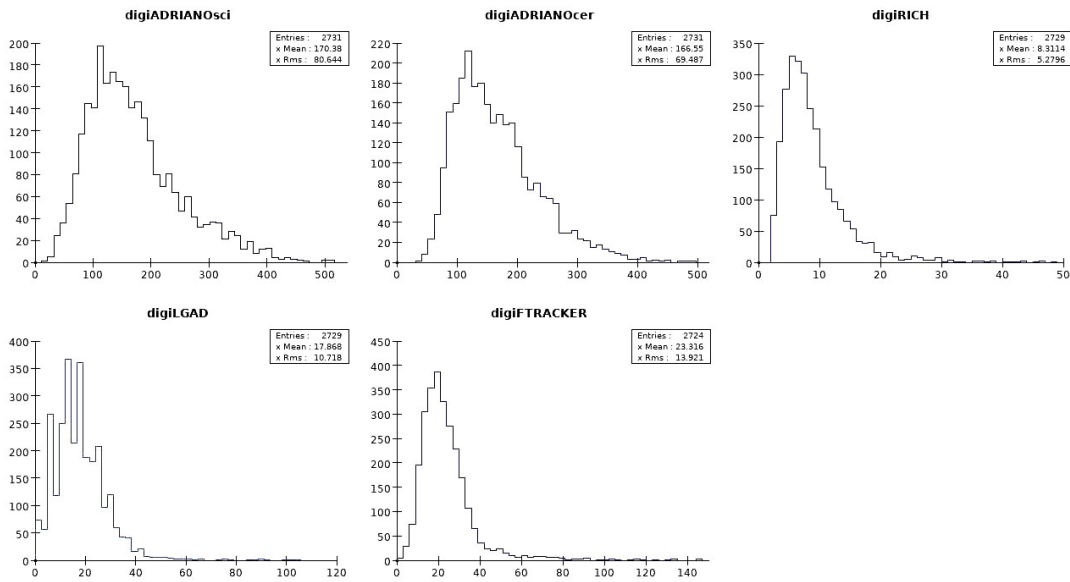 digiADRIANOsci
Entries : 2731
x Mean : 170.38
x Rms : 80.644
200
180
160
140
120
100
80
60
40
20
0
0 100 200 300 400 500
digiADRIANOcer
Entries : 2731
x Mean : 166.55
x Rms : 69.487
220
200
180
160
140
120
100
80
60
40
20
0
0 100 200 300 400 500
digiRICH
Entries : 2729
x Mean : 8.3114
x Rms : 5.2796
350
300
250
200
150
100
50
0
0 10 20 30 40 50
digiLGAD
Entries : 2729
x Mean : 17.868
x Rms : 10.718
400
350
300
250
200
150
100
50
0
0 20 40 60 80 100 120
digiFTRACKER
Entries : 2724
x Mean : 23.316
x Rms : 13.921
450
400
350
300
250
200
150
100
50
0
0 20 40 60 80 100 120 140